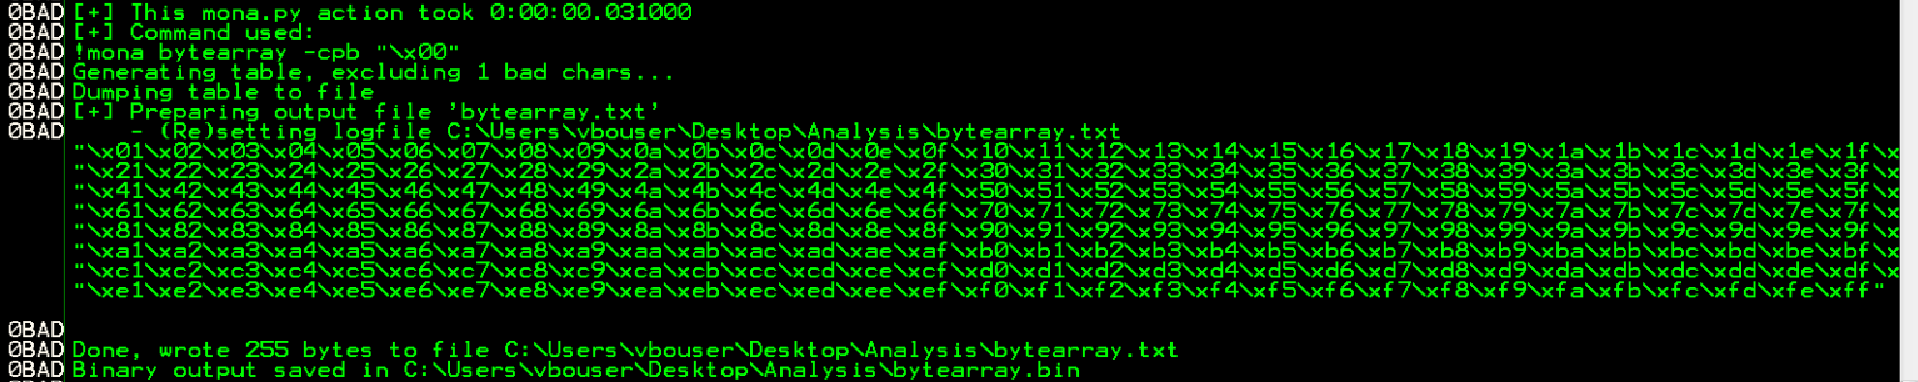 0BAD [+] This mona.py action took 0:00:00.031000
0BAD [+] Command used:
0BAD !mona bytearray -cpb "\x00"
0BAD Generating table, excluding 1 bad chars...
0BAD Dumping table to file
0BAD [+] Preparing output file 'bytearray.txt'
0BAD     - (Re)setting logfile C:\Users\vbouser\Desktop\Analysis\bytearray.txt
"\x01\x02\x03\x04\x05\x06\x07\x08\x09\x0a\x0b\x0c\x0d\x0e\x0f\x10\x11\x12\x13\x14\x15\x16\x17\x18\x19\x1a\x1b\x1c\x1d\x1e\x1f\x
"\x21\x22\x23\x24\x25\x26\x27\x28\x29\x2a\x2b\x2c\x2d\x2e\x2f\x30\x31\x32\x33\x34\x35\x36\x37\x38\x39\x3a\x3b\x3c\x3d\x3e\x3f\x
"\x41\x42\x43\x44\x45\x46\x47\x48\x49\x4a\x4b\x4c\x4d\x4e\x4f\x50\x51\x52\x53\x54\x55\x56\x57\x58\x59\x5a\x5b\x5c\x5d\x5e\x5f\x
"\x61\x62\x63\x64\x65\x66\x67\x68\x69\x6a\x6b\x6c\x6d\x6e\x6f\x70\x71\x72\x73\x74\x75\x76\x77\x78\x79\x7a\x7b\x7c\x7d\x7e\x7f\x
"\x81\x82\x83\x84\x85\x86\x87\x88\x89\x8a\x8b\x8c\x8d\x8e\x8f\x90\x91\x92\x93\x94\x95\x96\x97\x98\x99\x9a\x9b\x9c\x9d\x9e\x9f\x
"\xa1\xa2\xa3\xa4\xa5\xa6\xa7\xa8\xa9\xaa\xab\xac\xad\xae\xaf\xb0\xb1\xb2\xb3\xb4\xb5\xb6\xb7\xb8\xb9\xba\xbb\xbc\xbd\xbe\xbf\x
"\xc1\xc2\xc3\xc4\xc5\xc6\xc7\xc8\xc9\xca\xcb\xcc\xcd\xce\xcf\xd0\xd1\xd2\xd3\xd4\xd5\xd6\xd7\xd8\xd9\xda\xdb\xdc\xdd\xde\xdf\x
"\xe1\xe2\xe3\xe4\xe5\xe6\xe7\xe8\xe9\xea\xeb\xec\xed\xee\xef\xf0\xf1\xf2\xf3\xf4\xf5\xf6\xf7\xf8\xf9\xfa\xfb\xfc\xfd\xfe\xff"
0BAD
0BAD Done, wrote 255 bytes to file C:\Users\vbouser\Desktop\Analysis\bytearray.txt
0BAD Binary output saved in C:\Users\vbouser\Desktop\Analysis\bytearray.bin